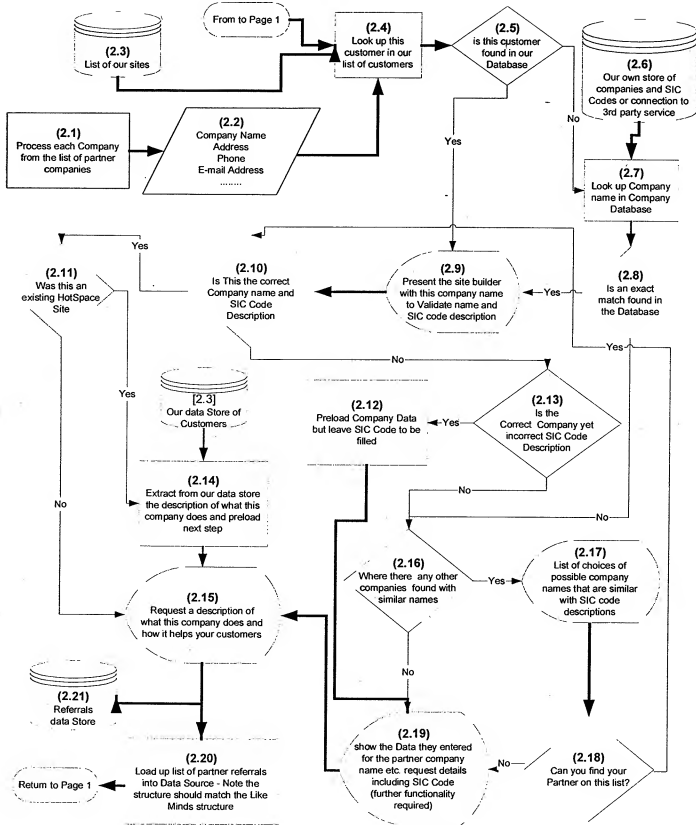 From to Page 1
(2.3)
List of our sites
(2.4)
Look up this
customer in our
list of customers
(2.5)
is this customer
found in our
Database
(2.6)
Our own store of
companies and SIC
Codes or connection to
3rd party service
(2.1)
Process each Company
from the list of partner
companies
(2.2)
Company Name
Address
Phone
E-mail Address
........
Yes
No
(2.7)
Look up Company
name in Company
Database
Yes
(2.11)
Was this an
existing HotSpace
Site
(2.10)
Is This the correct
Company name and
SIC Code
Description
(2.9)
Present the site builder
with this company name
to Validate name and
SIC code description
Yes
(2.8)
Is an exact
match found in
the Database
Yes
No
Yes
[2.3]
Our data Store of
Customers
(2.12)
Preload Company Data
but leave SIC Code to be
filled
Yes
(2.13)
Is the
Correct Company yet
incorrect SIC Code
Description
No
No
No
(2.14)
Extract from our data store
the description of what this
company does and preload
next step
(2.16)
Where there any other
companies found with
similar names
Yes
(2.17)
List of choices of
possible company
names that are similar
with SIC code
descriptions
(2.15)
Request a description of
what this company does and
how it helps your customers
No
(2.21)
Referrals
data Store
(2.19)
show the Data they entered
for the partner company
name etc. request details
including SIC Code
(further functionality
required)
No
(2.18)
Can you find your
Partner on this list?
(2.20)
Load up list of partner referrals
into Data Source - Note the
structure should match the Like
Minds structure
Return to Page 1